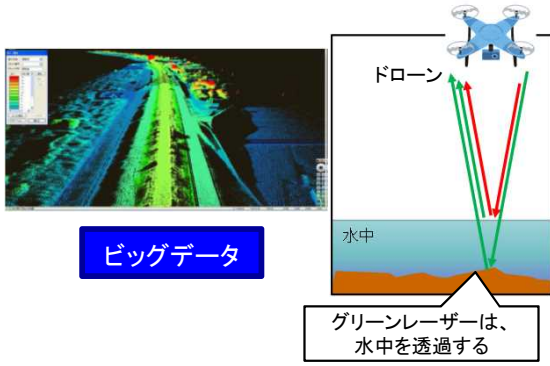 ドローン
水中
ビッグデータ
グリーンレーザーは、
水中を透過する